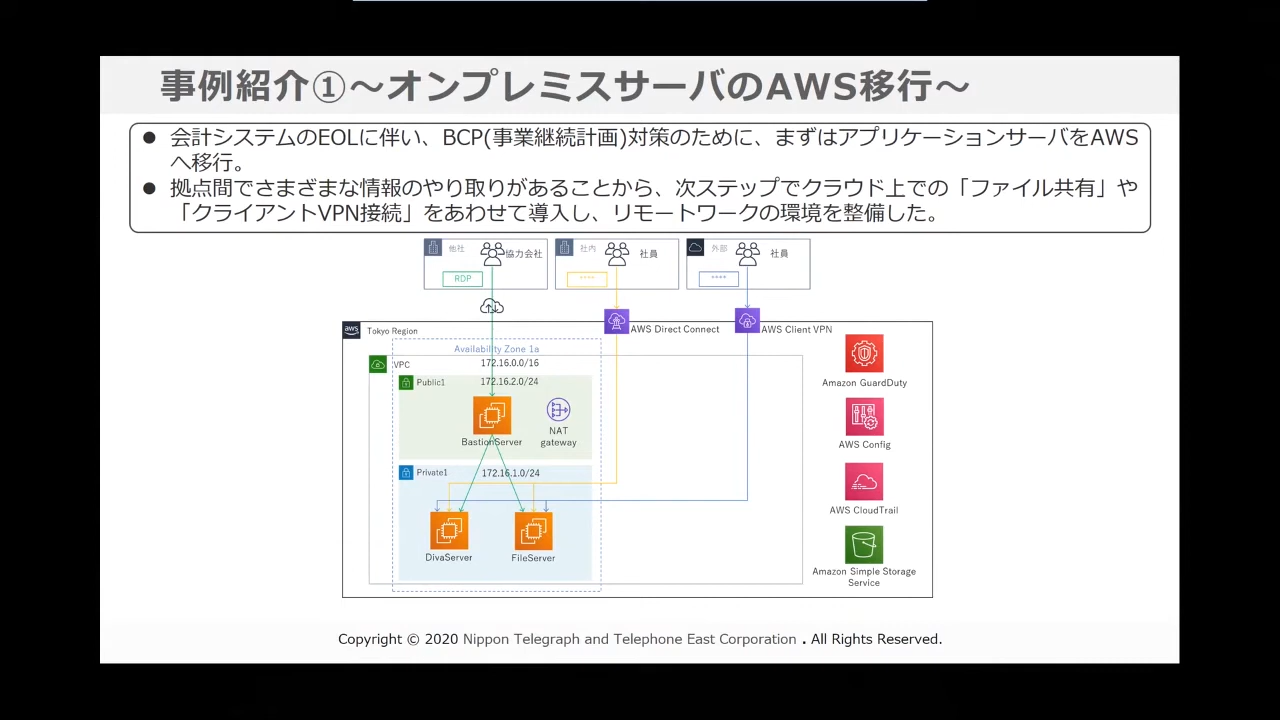 事例紹介①～オンプレミスサーバのAWS移行～
● 会計システムのEOLに伴い、BCP(事業継続計画)対策のために、まずはアプリケーションサーバをAWS
へ移行。
● 拠点間でさまざまな情報のやり取りがあることから、次ステップでクラウド上での「ファイル共有」や
「クライアントVPN接続」をあわせて導入し、リモートワークの環境を整備した。
他社
協力会社
RDP
社内
社員
****
外部
社員
****
AWS Direct Connect
AWS Client VPN
aws
Tokyo Region
Availability Zone 1a
VPC
172.16.0.0/16
Public1
172.16.2.0/24
BastionServer
NAT
gateway
Private1
172.16.1.0/24
DivaServer
FileServer
Amazon GuardDuty
AWS Config
AWS CloudTrail
Amazon Simple Storage
Service
Copyright © 2020 Nippon Telegraph and Telephone East Corporation . All Rights Reserved.